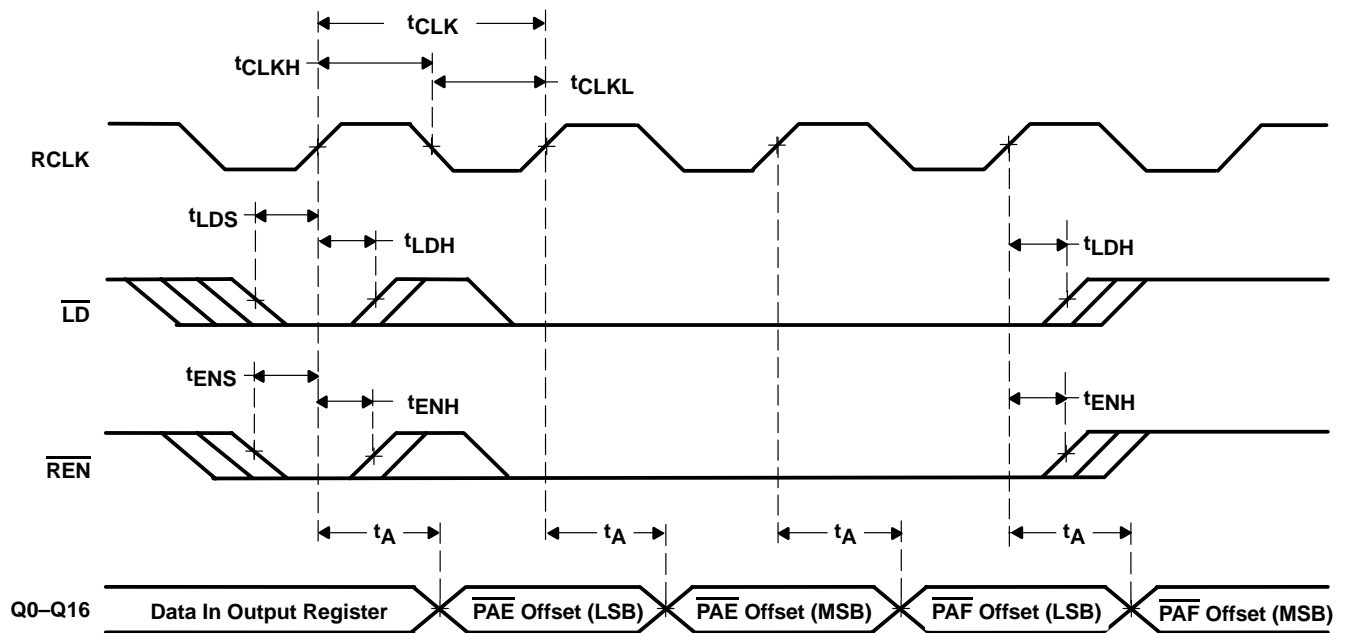 tCLK
tCLKH
tCLKL
RCLK
tLDS
tLDH
tLDH
LD
tENS
tENH
tENH
REN
tA
tA
tA
tA
Q0–Q16
Data In Output Register
PAE Offset (LSB)
PAE Offset (MSB)
PAF Offset (LSB)
PAF Offset (MSB)